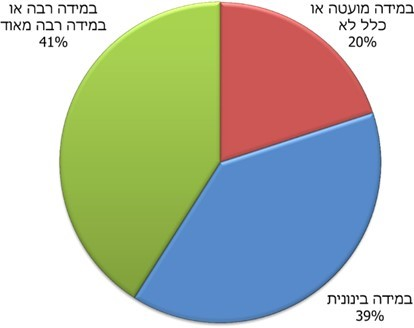 במידה רבה או
במידה רבה מאוד
41%
במידה מועטה או
כלל לא
20%
במידה בינונית
39%